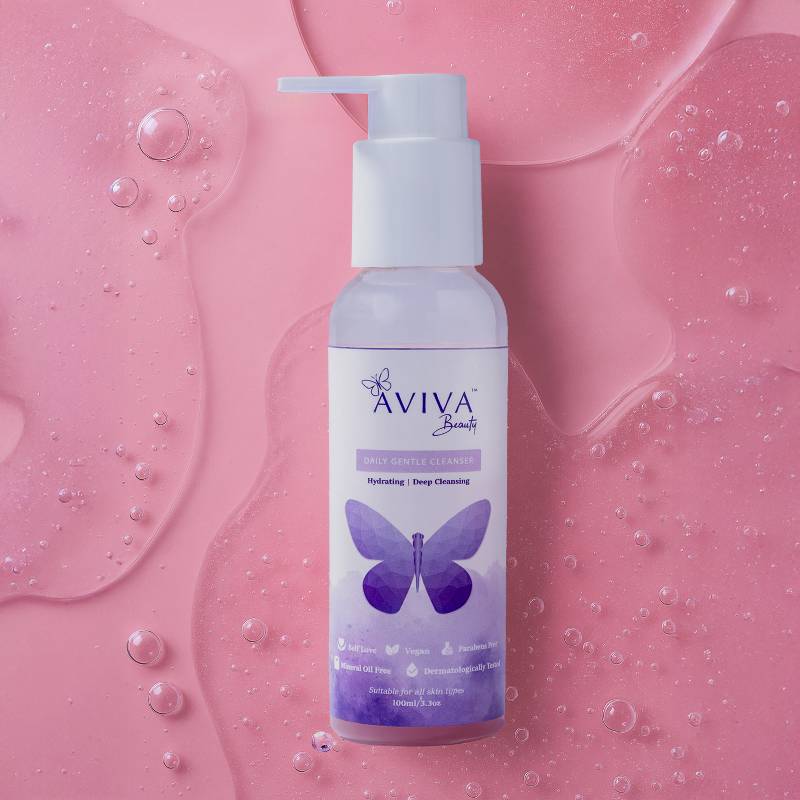 AVIVA™
Beauty
DAILY GENTLE CLEANSER
Hydrating | Deep Cleansing
Self Love Vegan Parabens Free
Mineral Oil Free Dermatologically Tested
Suitable for all skin types
100ml/3.3oz